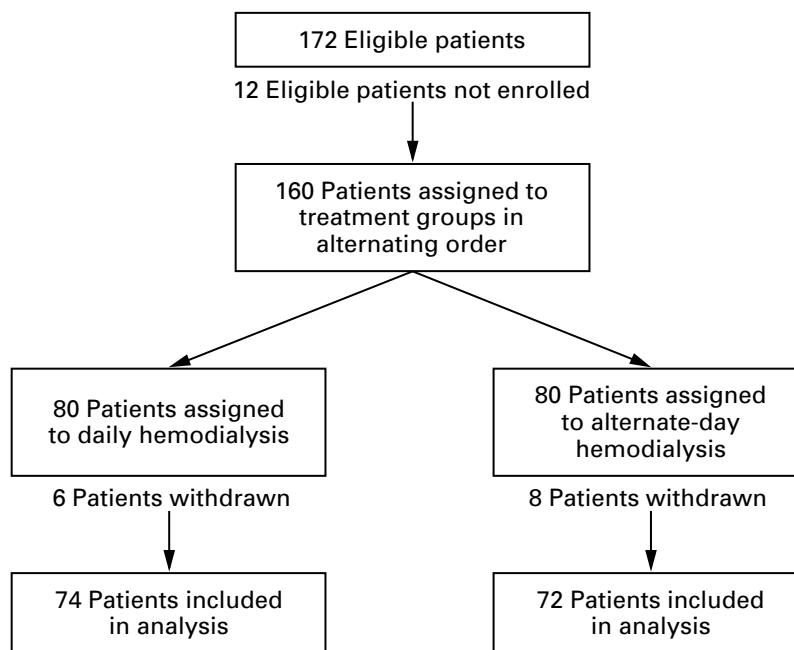 172 Eligible patients
12 Eligible patients not enrolled
160 Patients assigned to
treatment groups in
alternating order
80 Patients assigned
to daily hemodialysis
6 Patients withdrawn
74 Patients included
in analysis
80 Patients assigned
to alternate-day
hemodialysis
8 Patients withdrawn
72 Patients included
in analysis